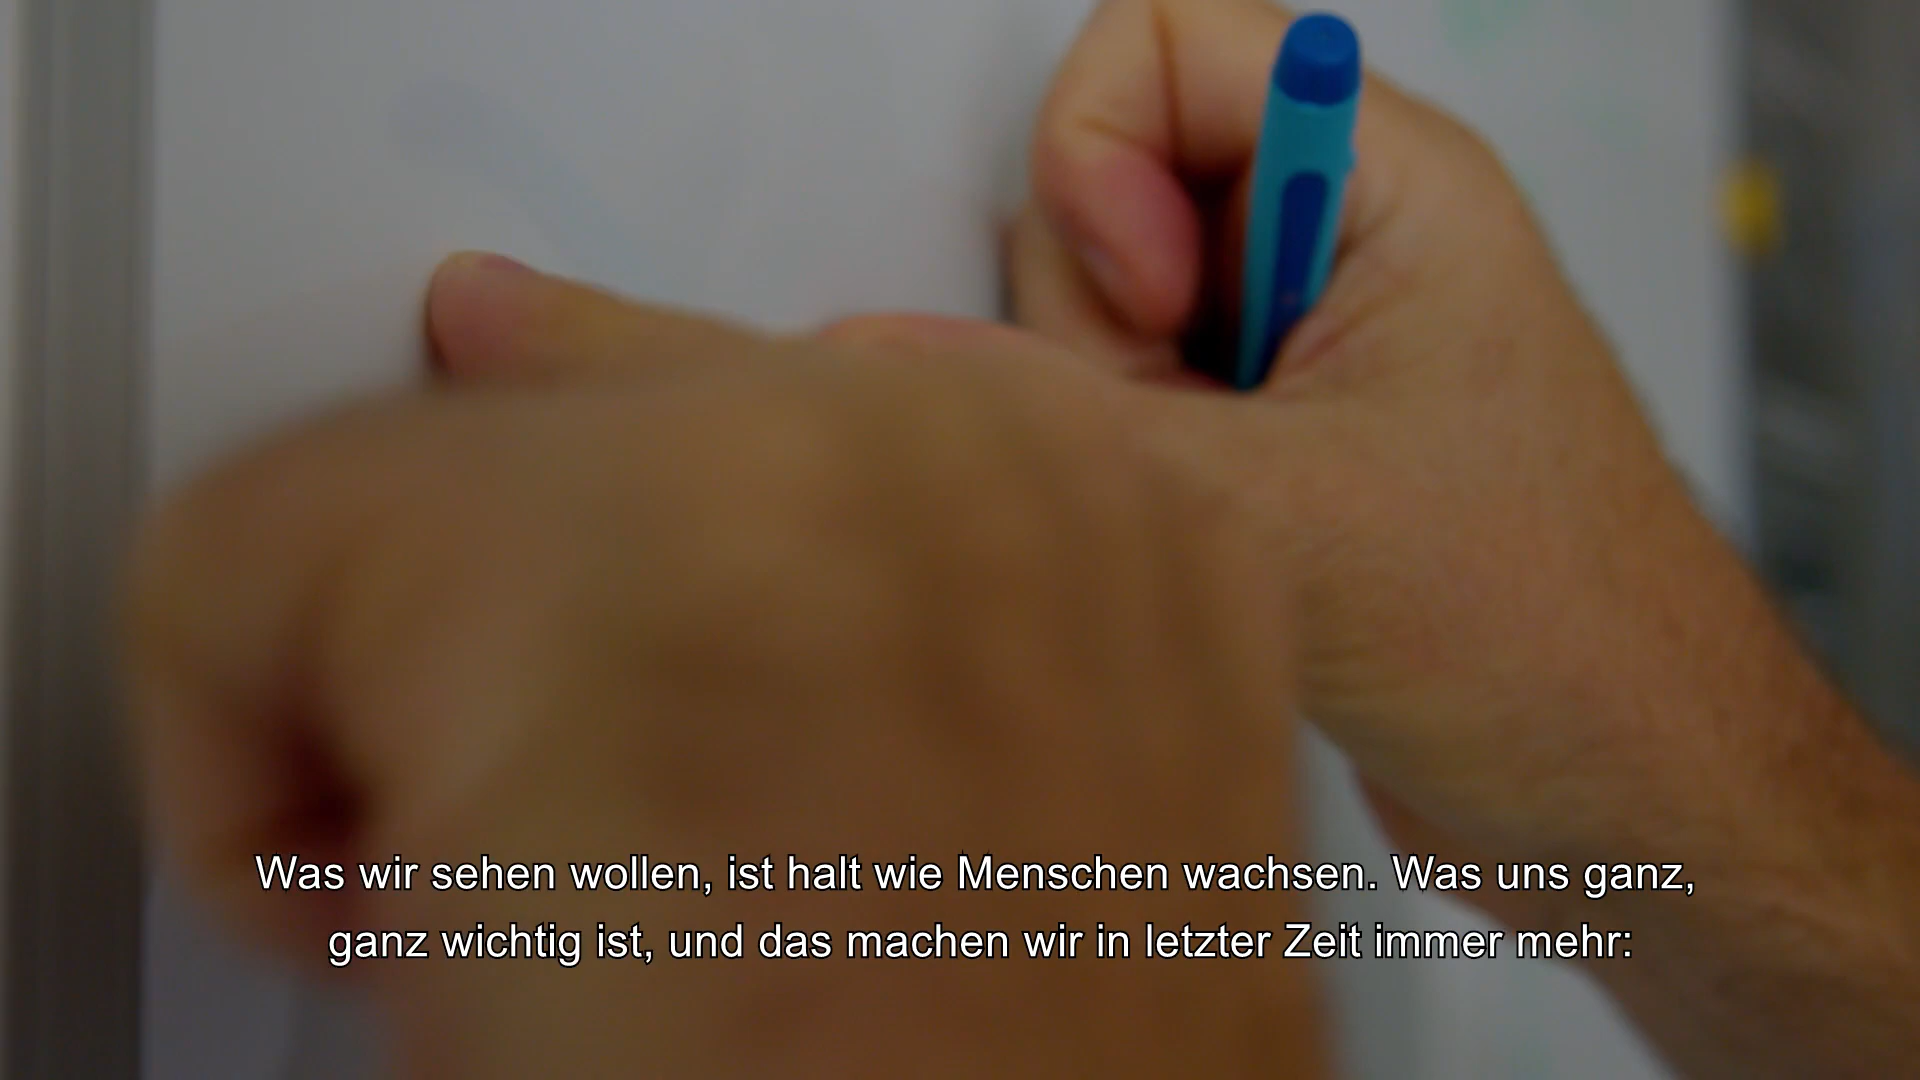 Was wir sehen wollen, ist halt wie Menschen wachsen. Was uns ganz,
ganz wichtig ist, und das machen wir in letzter Zeit immer mehr: